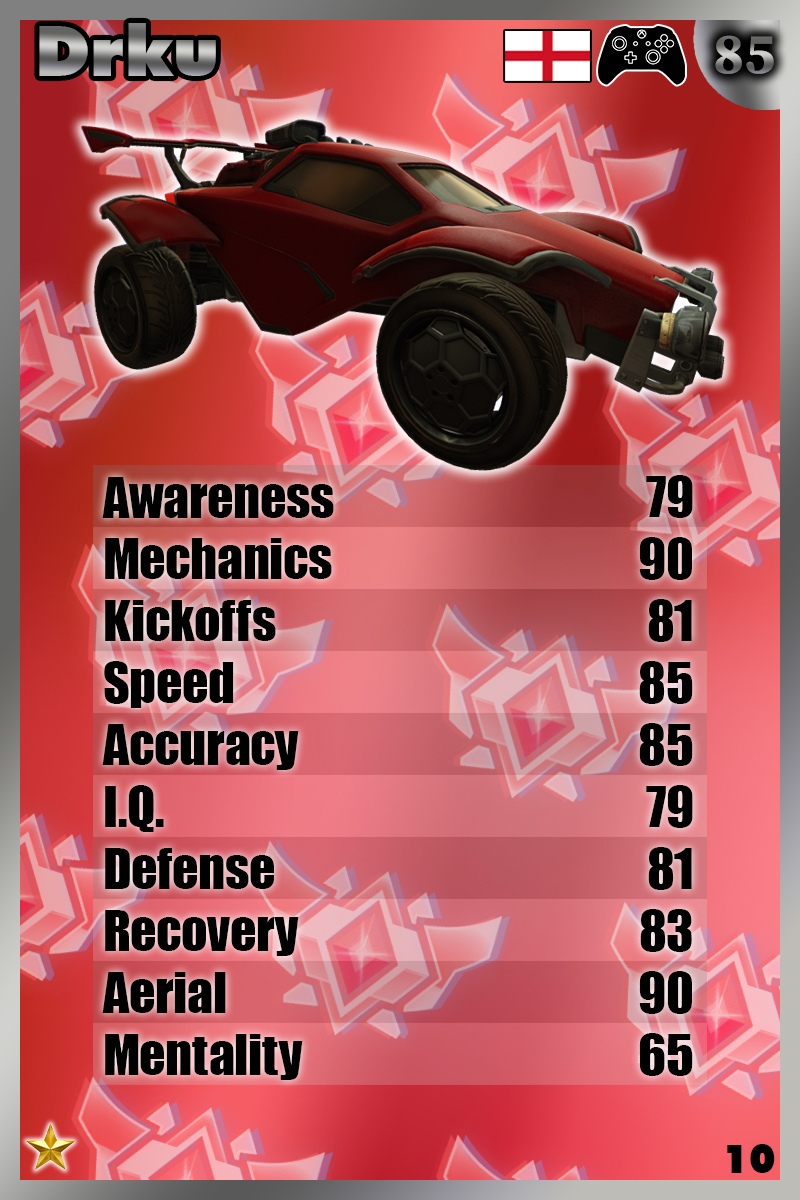 Drku 85
Awareness 79
Mechanics 90
Kickoffs 81
Speed 85
Accuracy 85
I.Q. 79
Defense 81
Recovery 83
Aerial 90
Mentality 65
10